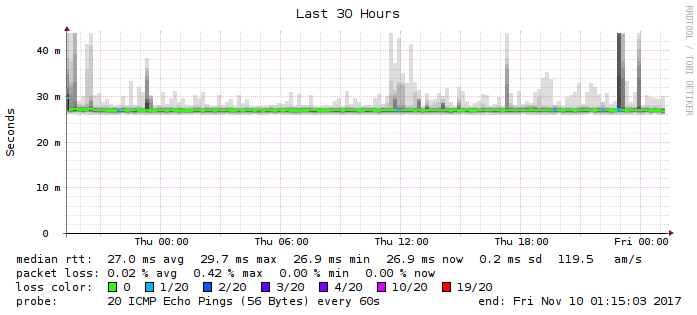 Last 30 Hours
RRDTOOL / TOBI OETIKER
Seconds
40 m
30 m
20 m
10 m
0
Thu 00:00 Thu 06:00 Thu 12:00 Thu 18:00 Fri 00:00
median rtt: 27.0 ms avg 29.7 ms max 26.9 ms min 26.9 ms now 0.2 ms sd 119.5 am/s
packet loss: 0.02 % avg 0.42 % max 0.00 % min 0.00 % now
loss color: 0 1/20 2/20 3/20 4/20 10/20 19/20
probe: 20 ICMP Echo Pings (56 Bytes) every 60s end: Fri Nov 10 01:15:03 2017